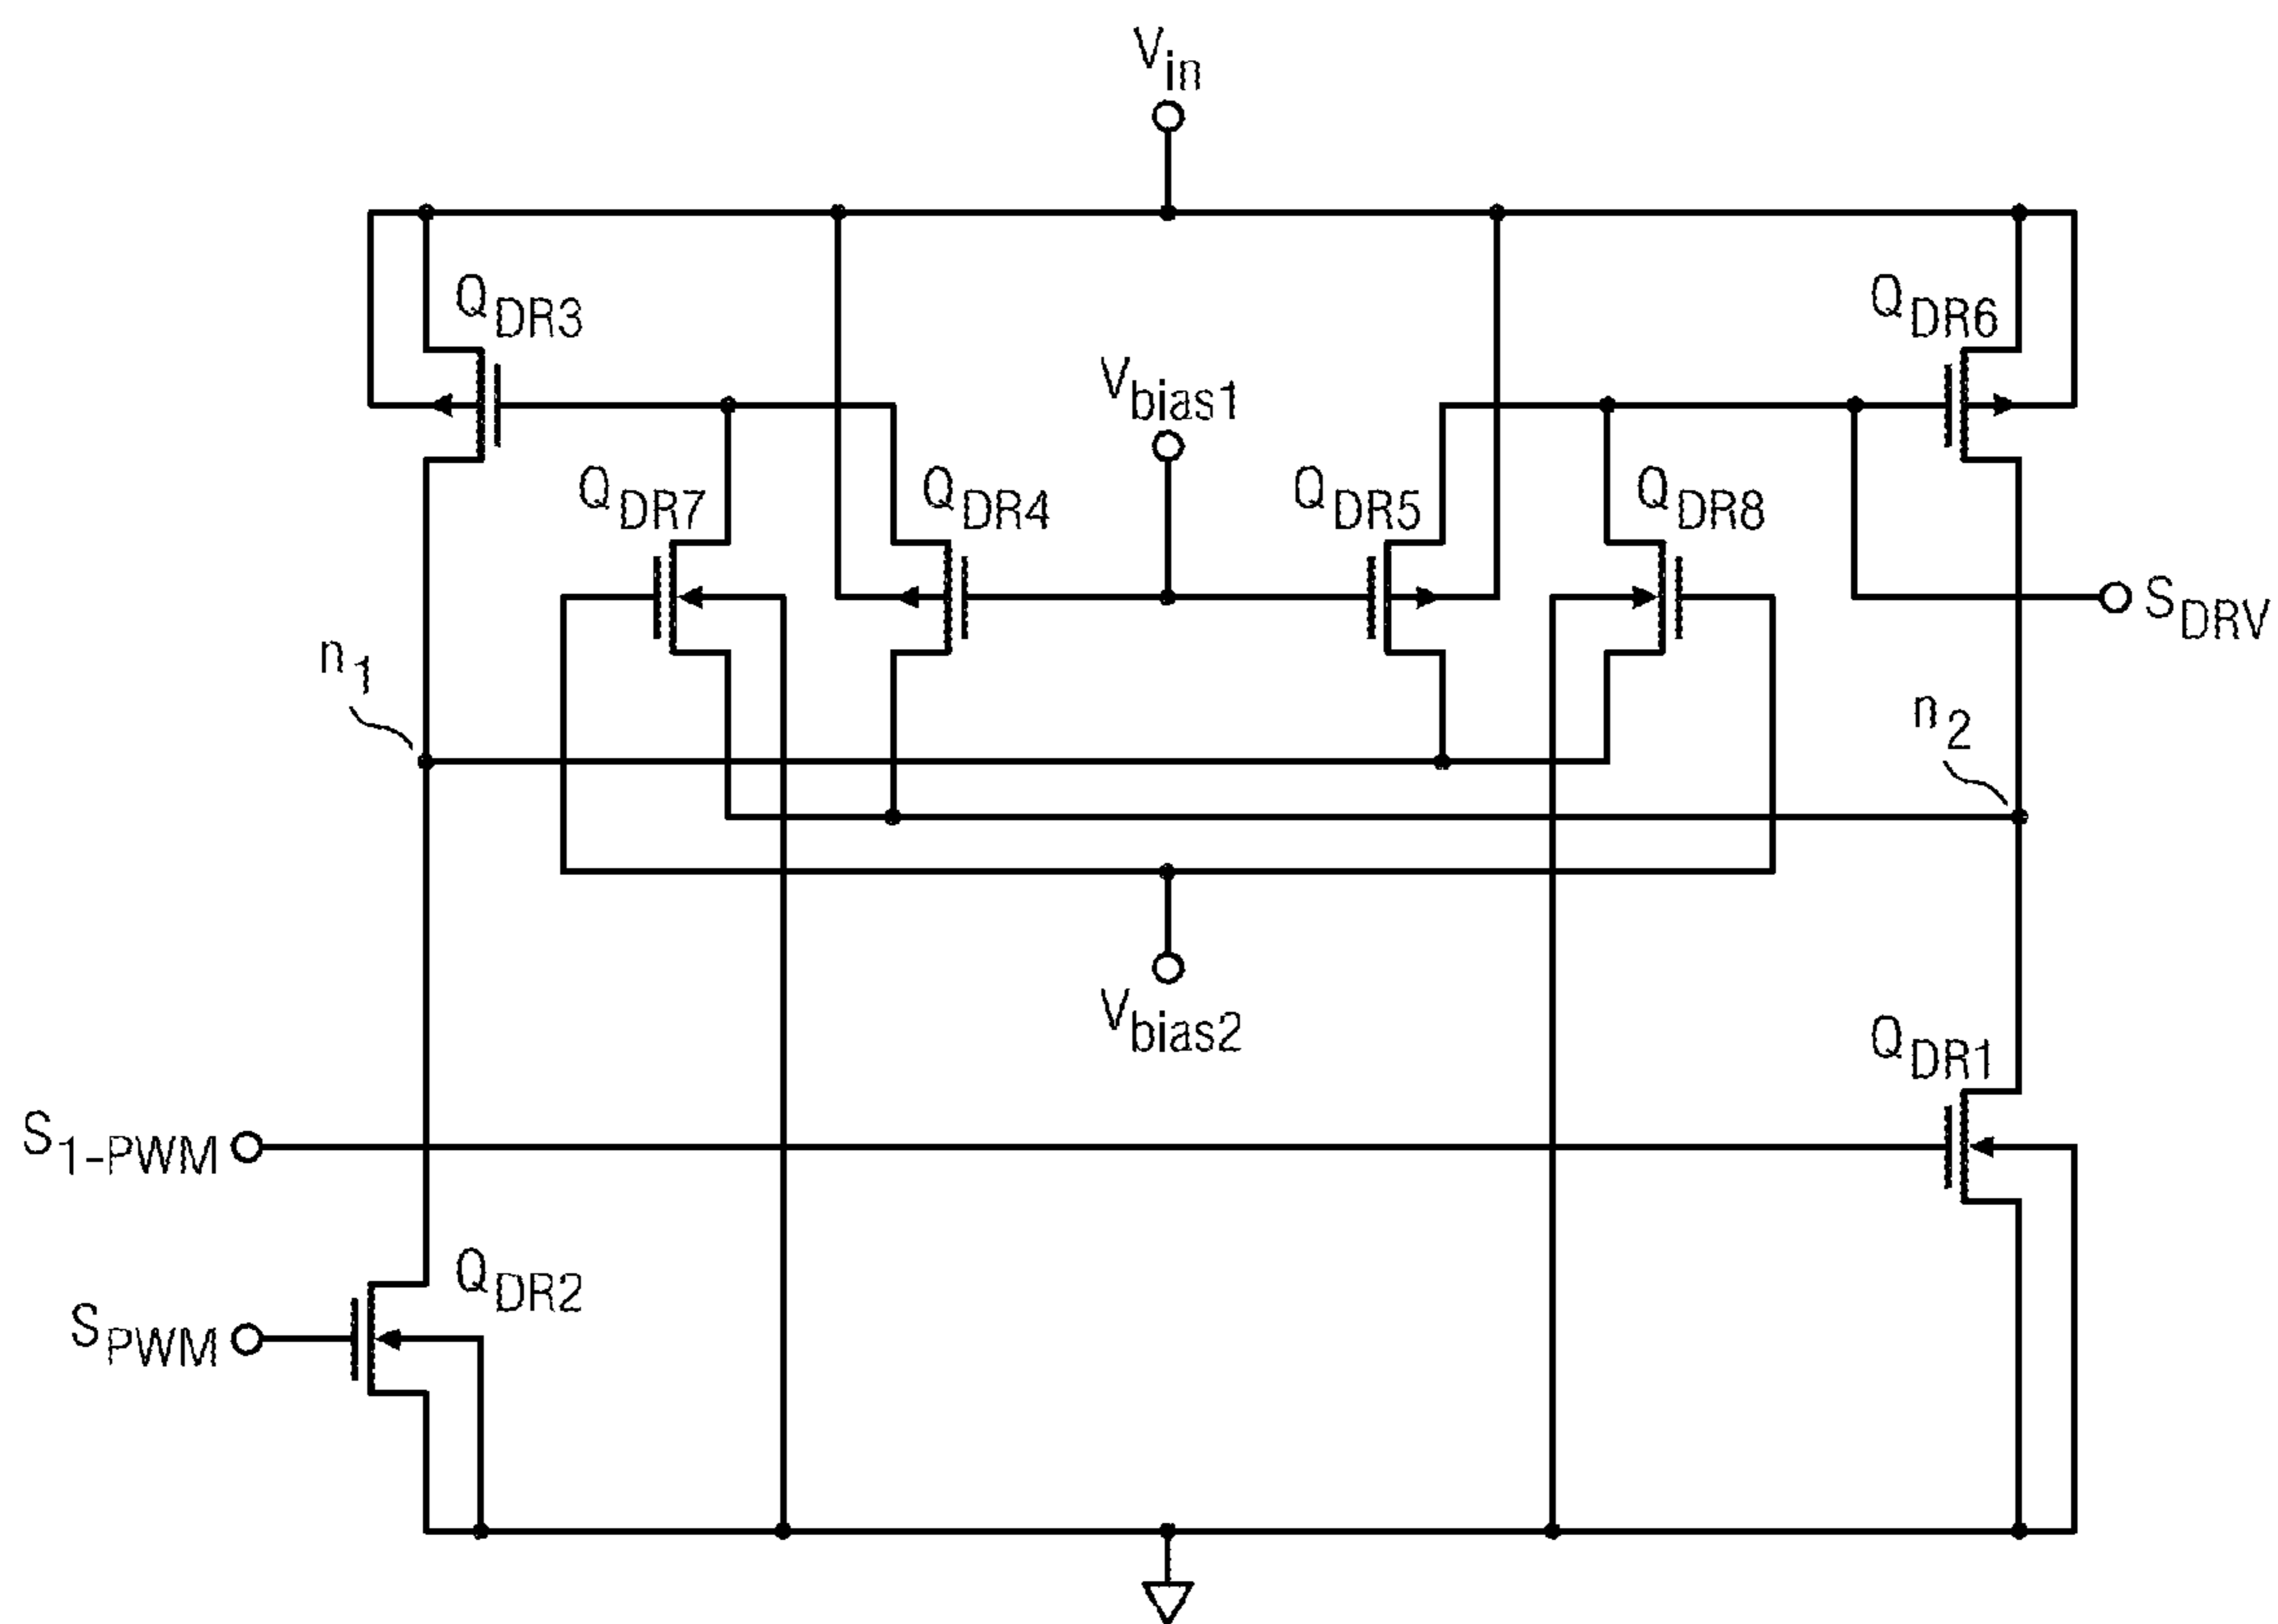 Vin
QDR3
QDR6
Vbias1
QDR7
QDR4
QDR5
QDR8
SDRV
n1
n2
Vbias2
QDR1
S1-PWM
QDR2
SPWM